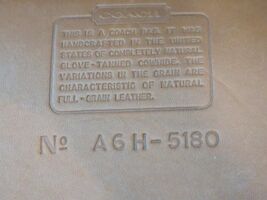 COACH
THIS IS A COACH BAG. IT WAS
HANDCRAFTED IN THE UNITED
STATES OF COMPLETELY NATURAL
GLOVE-TANNED COWHIDE. THE
VARIATIONS IN THE GRAIN ARE
CHARACTERISTIC OF NATURAL
FULL-GRAIN LEATHER.
No A6H-5180